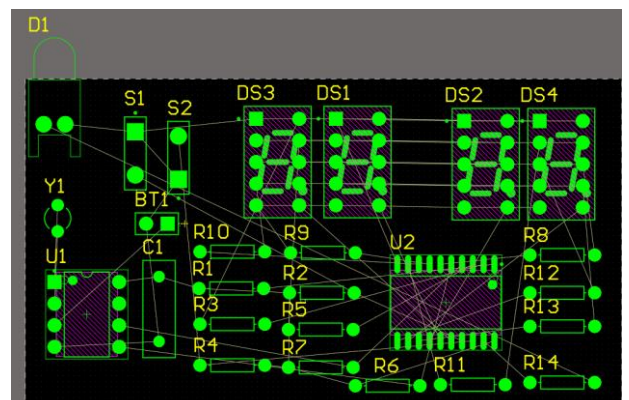 D1
S1 S2 DS3 DS1 DS2 DS4
Y1 BT1
R10 R9 U2 R8
U1 C1 R1 R2 R12
R3 R5 R13
R4 R7 R6 R11 R14